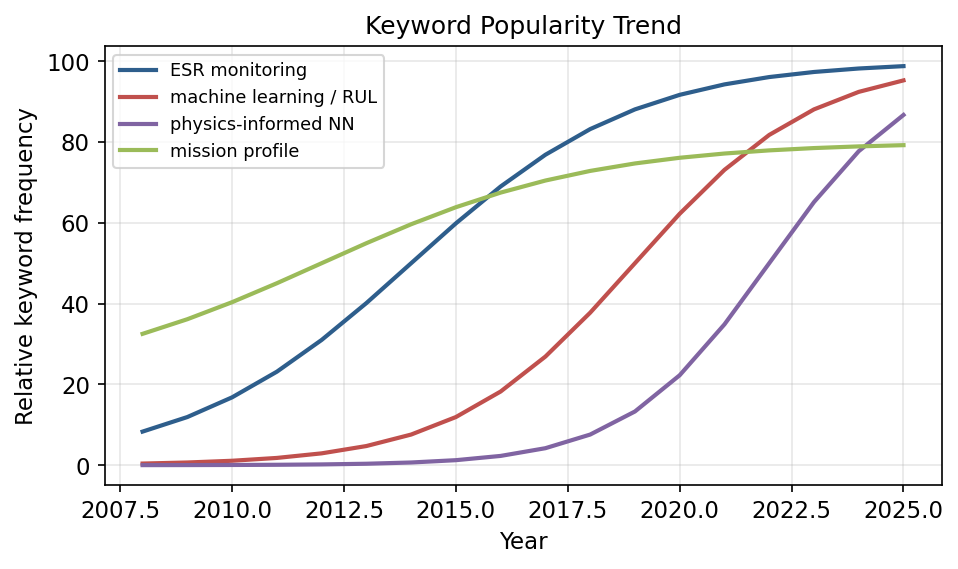 Keyword Popularity Trend
ESR monitoring
machine learning / RUL
physics-informed NN
mission profile
Relative keyword frequency
100
80
60
40
20
0
2007.5 2010.0 2012.5 2015.0 2017.5 2020.0 2022.5 2025.0
Year